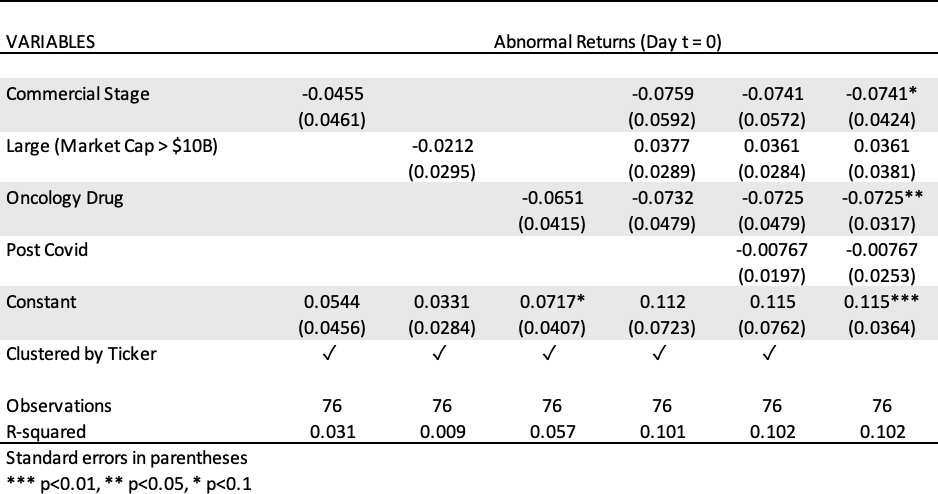 VARIABLES Abnormal Returns (Day t = 0)
Commercial Stage -0.0455 -0.0759 -0.0741 -0.0741*
(0.0461) (0.0592) (0.0572) (0.0424)
Large (Market Cap > $10B) -0.0212 0.0377 0.0361 0.0361
(0.0295) (0.0289) (0.0284) (0.0381)
Oncology Drug -0.0651 -0.0732 -0.0725 -0.0725**
(0.0415) (0.0479) (0.0479) (0.0317)
Post Covid -0.00767 -0.00767
(0.0197) (0.0253)
Constant 0.0544 0.0331 0.0717* 0.112 0.115 0.115***
(0.0456) (0.0284) (0.0407) (0.0723) (0.0762) (0.0364)
Clustered by Ticker ✓ ✓ ✓ ✓ ✓
Observations 76 76 76 76 76 76
R-squared 0.031 0.009 0.057 0.101 0.102 0.102
Standard errors in parentheses
*** p<0.01, ** p<0.05, * p<0.1